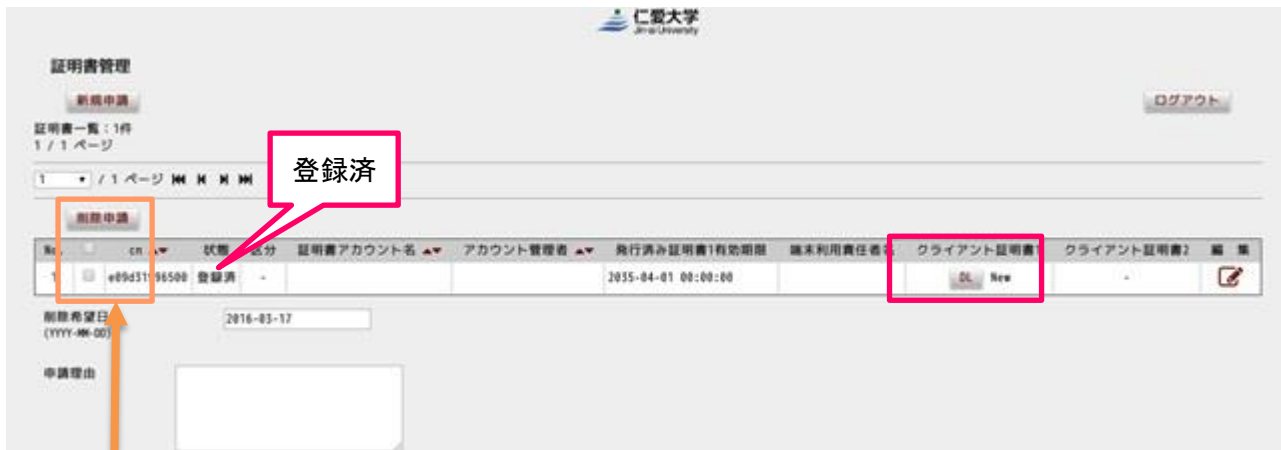 仁愛大学
Jin-ai University
証明書管理
新規申請
ログアウト
証明書一覧：1件
1 / 1 ページ
登録済
1 / 1 ページ
削除申請
No. cn 状態 区分 証明書アカウント名 アカウント管理者 発行済み証明書1有効期限 端末利用責任者名 クライアント証明書1 クライアント証明書2 編 集
1 登録済 - 2035-04-01 00:00:00 DL New -
削除希望日 2016-03-17
(YYYY-MM-DD)
申請理由